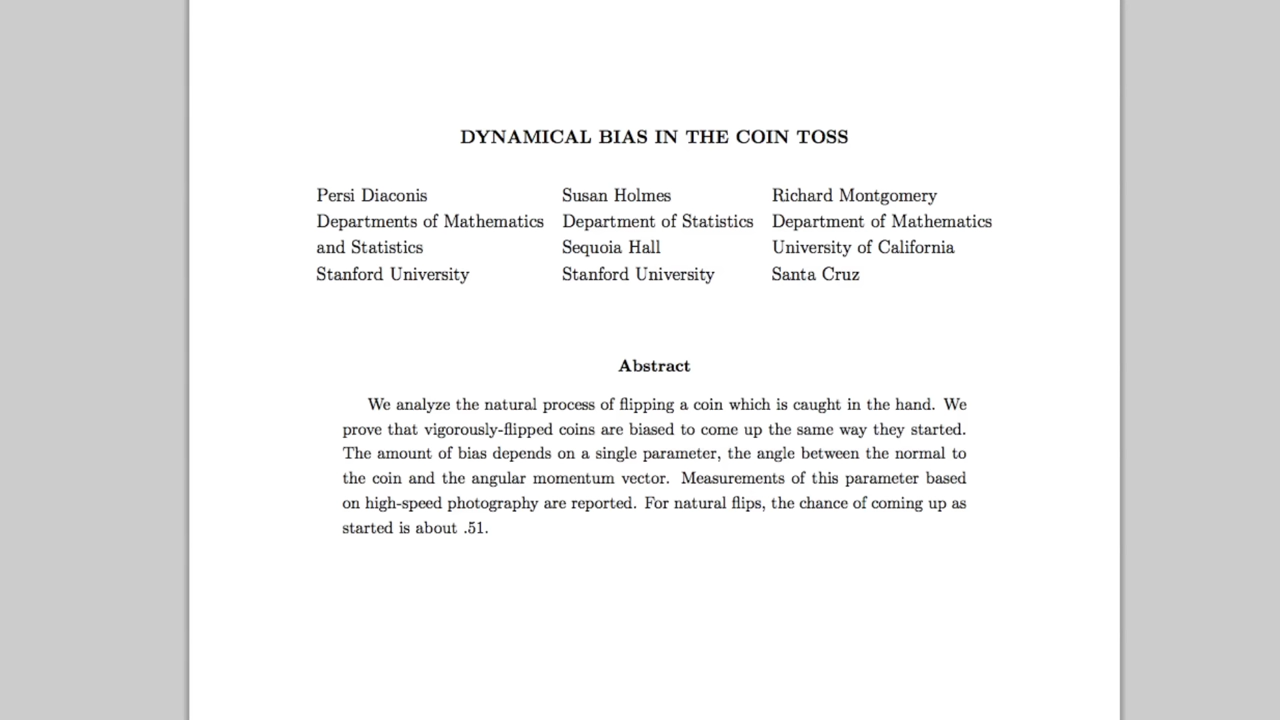 DYNAMICAL BIAS IN THE COIN TOSS
Persi Diaconis
Departments of Mathematics
and Statistics
Stanford University
Susan Holmes
Department of Statistics
Sequoia Hall
Stanford University
Richard Montgomery
Department of Mathematics
University of California
Santa Cruz
Abstract
We analyze the natural process of flipping a coin which is caught in the hand. We
prove that vigorously-flipped coins are biased to come up the same way they started.
The amount of bias depends on a single parameter, the angle between the normal to
the coin and the angular momentum vector. Measurements of this parameter based
on high-speed photography are reported. For natural flips, the chance of coming up as
started is about .51.